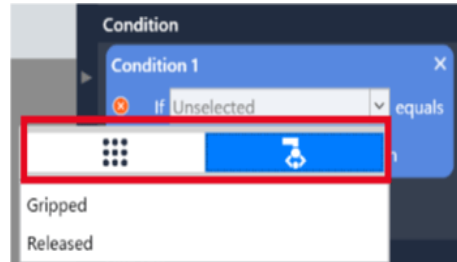 Condition
Condition 1
If Unselected equals
Gripped
Released